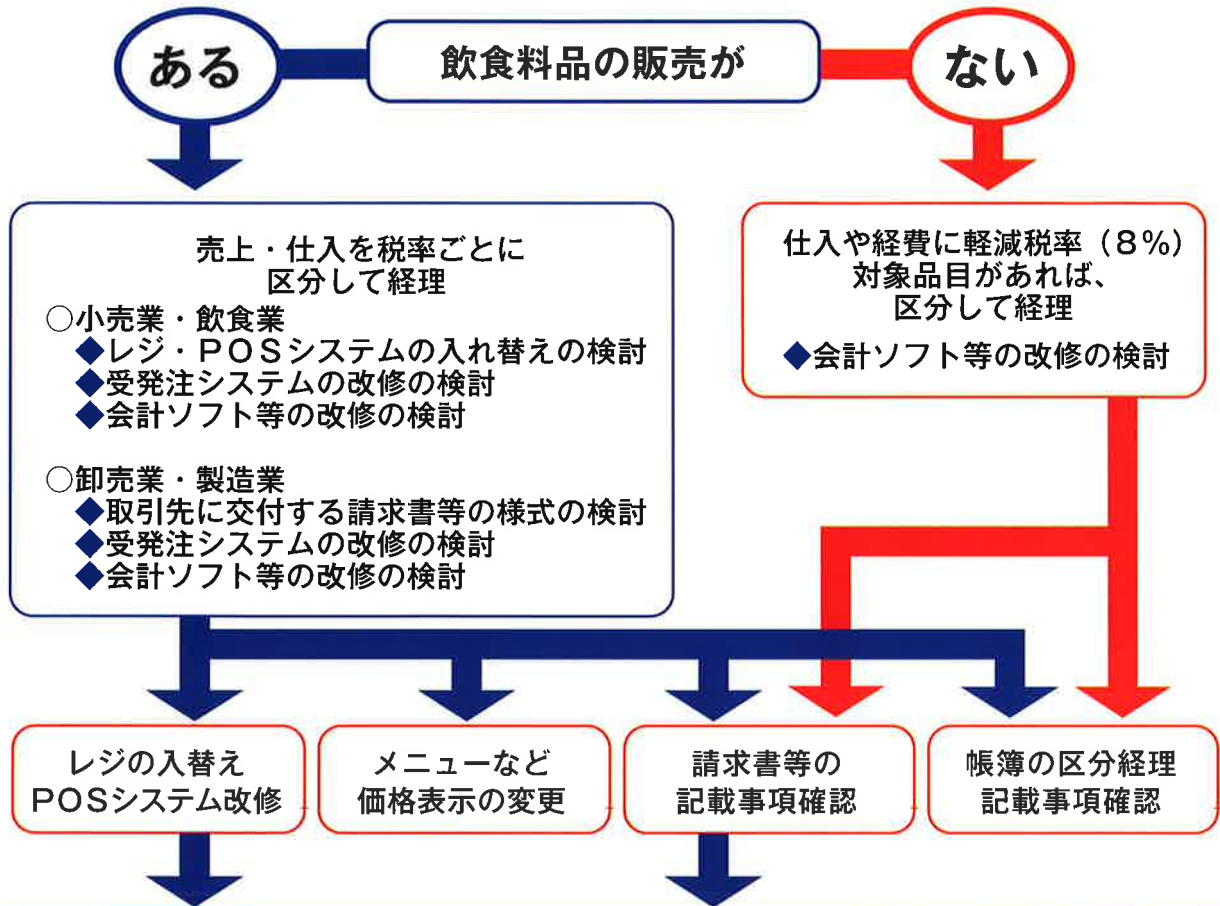 ある
飲食料品の販売が
ない
売上・仕入を税率ごとに
区分して経理
○小売業・飲食業
◆レジ・POSシステムの入れ替えの検討
◆受発注システムの改修の検討
◆会計ソフト等の改修の検討
○卸売業・製造業
◆取引先に交付する請求書等の様式の検討
◆受発注システムの改修の検討
◆会計ソフト等の改修の検討
仕入や経費に軽減税率（8%）
対象品目があれば、
区分して経理
◆会計ソフト等の改修の検討
レジの入替え
POSシステム改修
メニューなど
価格表示の変更
請求書等の
記載事項確認
帳簿の区分経理
記載事項確認